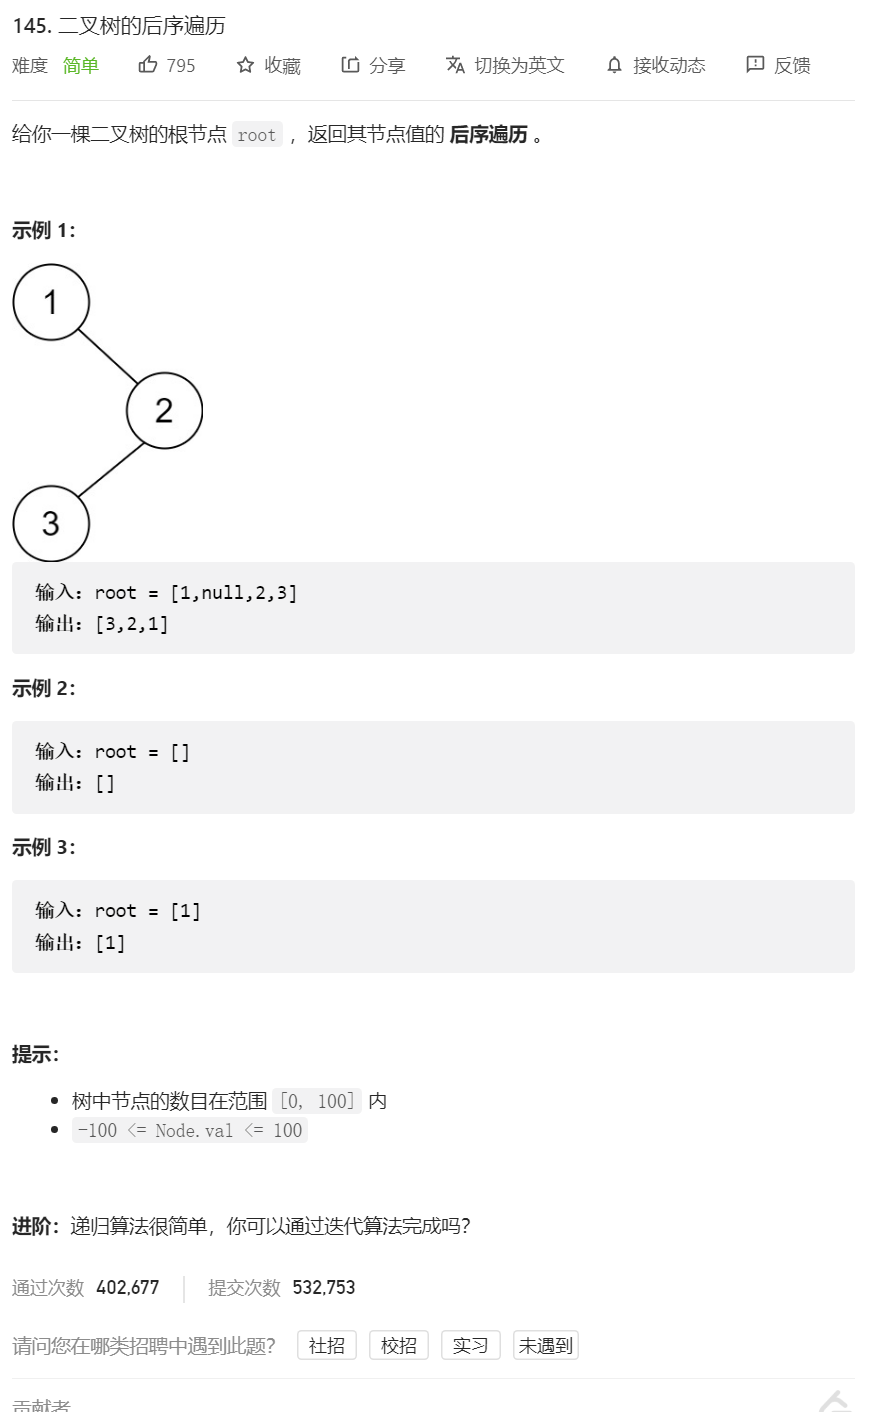 145. 二叉树的后序遍历
难度 简单 795 收藏 分享 切换为英文 接收动态 反馈
给你一棵二叉树的根节点 root ，返回其节点值的 后序遍历 。
示例 1：
1
2
3
输入：root = [1,null,2,3]
输出：[3,2,1]
示例 2：
输入：root = []
输出：[]
示例 3：
输入：root = [1]
输出：[1]
提示：
树中节点的数目在范围 [0, 100] 内
-100 <= Node.val <= 100
进阶：递归算法很简单，你可以通过迭代算法完成吗？
通过次数 402,677 提交次数 532,753
请问您在哪类招聘中遇到此题？ 社招 校招 实习 未遇到
贡献者